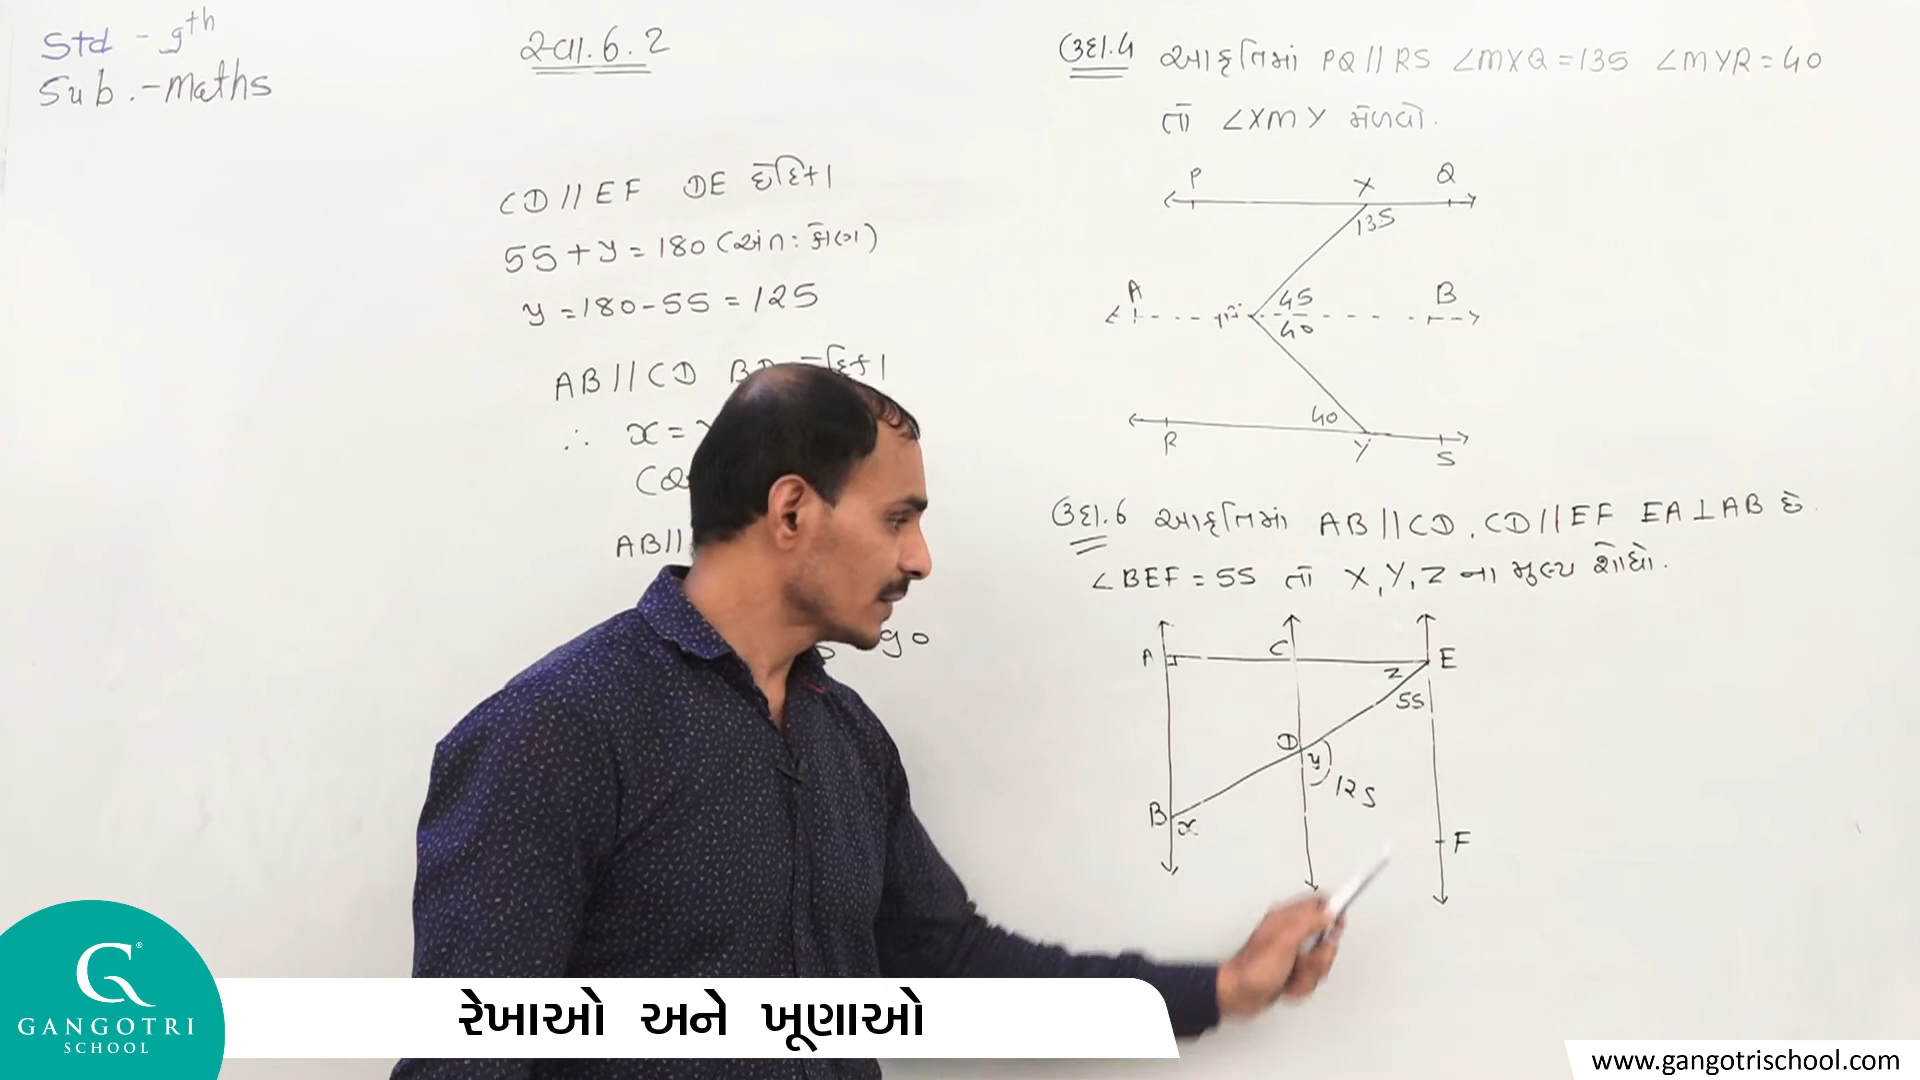 Std - 9th
Sub.-maths
સ્વા. 6.2
CD//EF DE છેદિકા
55+y=180 (અંત: કોણ)
y=180-55=125
AB//CD
∴ x=
AB//
90
ઉદા.4 આકૃતિમાં PQ//RS ∠MXQ=135 ∠MYR=40
તો ∠XMY મેળવો.
P X Q
135
A 45 B
40
40
R Y S
ઉદા.6 આકૃતિમાં AB//CD, CD//EF EA⊥AB છે.
∠BEF=55 તો X,Y,Z ના મુલ્ય શોધો.
A C E
Z
55
D y
125
B x
F
GANGOTRI
SCHOOL
રેખાઓ અને ખૂણાઓ
www.gangotrischool.com